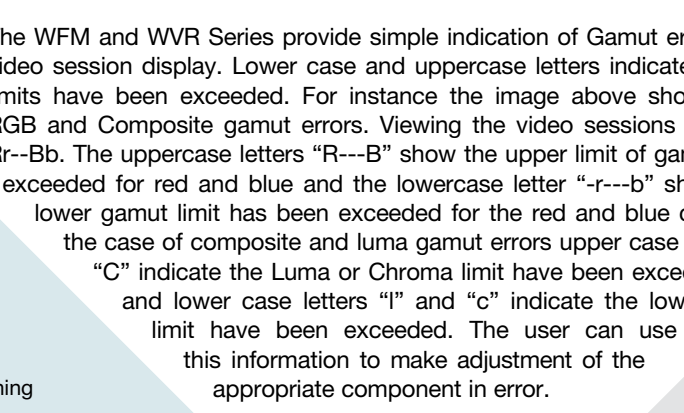 he WFM and WVR Series provide simple indication of Gamut er
ideo session display. Lower case and uppercase letters indicate
mits have been exceeded. For instance the image above sho
RGB and Composite gamut errors. Viewing the video sessions
Rr--Bb. The uppercase letters “R---B” show the upper limit of gam
exceeded for red and blue and the lowercase letter “-r---b” sh
lower gamut limit has been exceeded for the red and blue c
the case of composite and luma gamut errors upper case
“C” indicate the Luma or Chroma limit have been excee
and lower case letters “l” and “c” indicate the low
limit have been exceeded. The user can use
this information to make adjustment of the
ning
appropriate component in error.